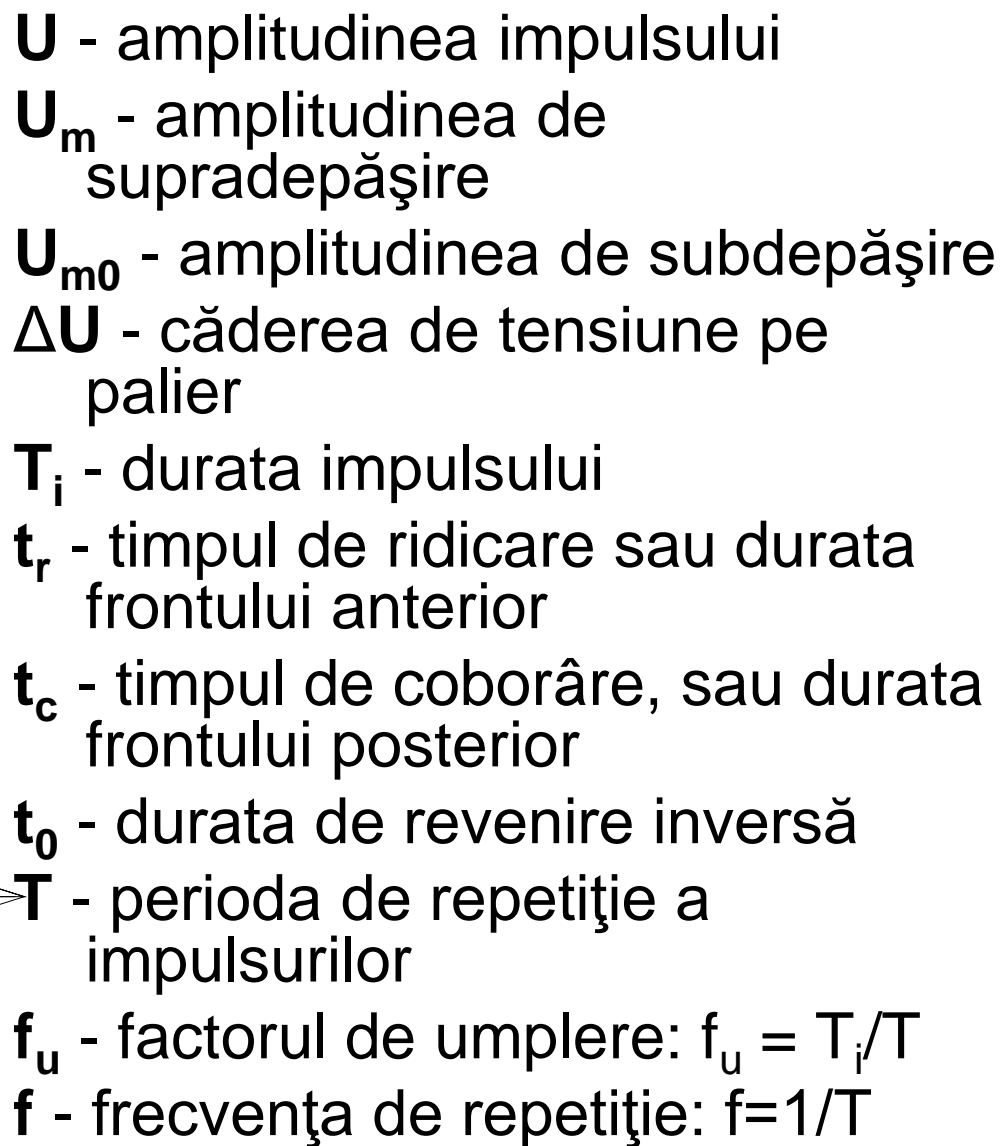 U - amplitudinea impulsului
Um - amplitudinea de
supradepăşire
Um0 - amplitudinea de subdepăşire
ΔU - căderea de tensiune pe
palier
Ti - durata impulsului
tr - timpul de ridicare sau durata
frontului anterior
tc - timpul de coborâre, sau durata
frontului posterior
t0 - durata de revenire inversă
T - perioda de repetiţie a
impulsurilor
fu - factorul de umplere: fu = Ti/T
f - frecvenţa de repetiţie: f=1/T